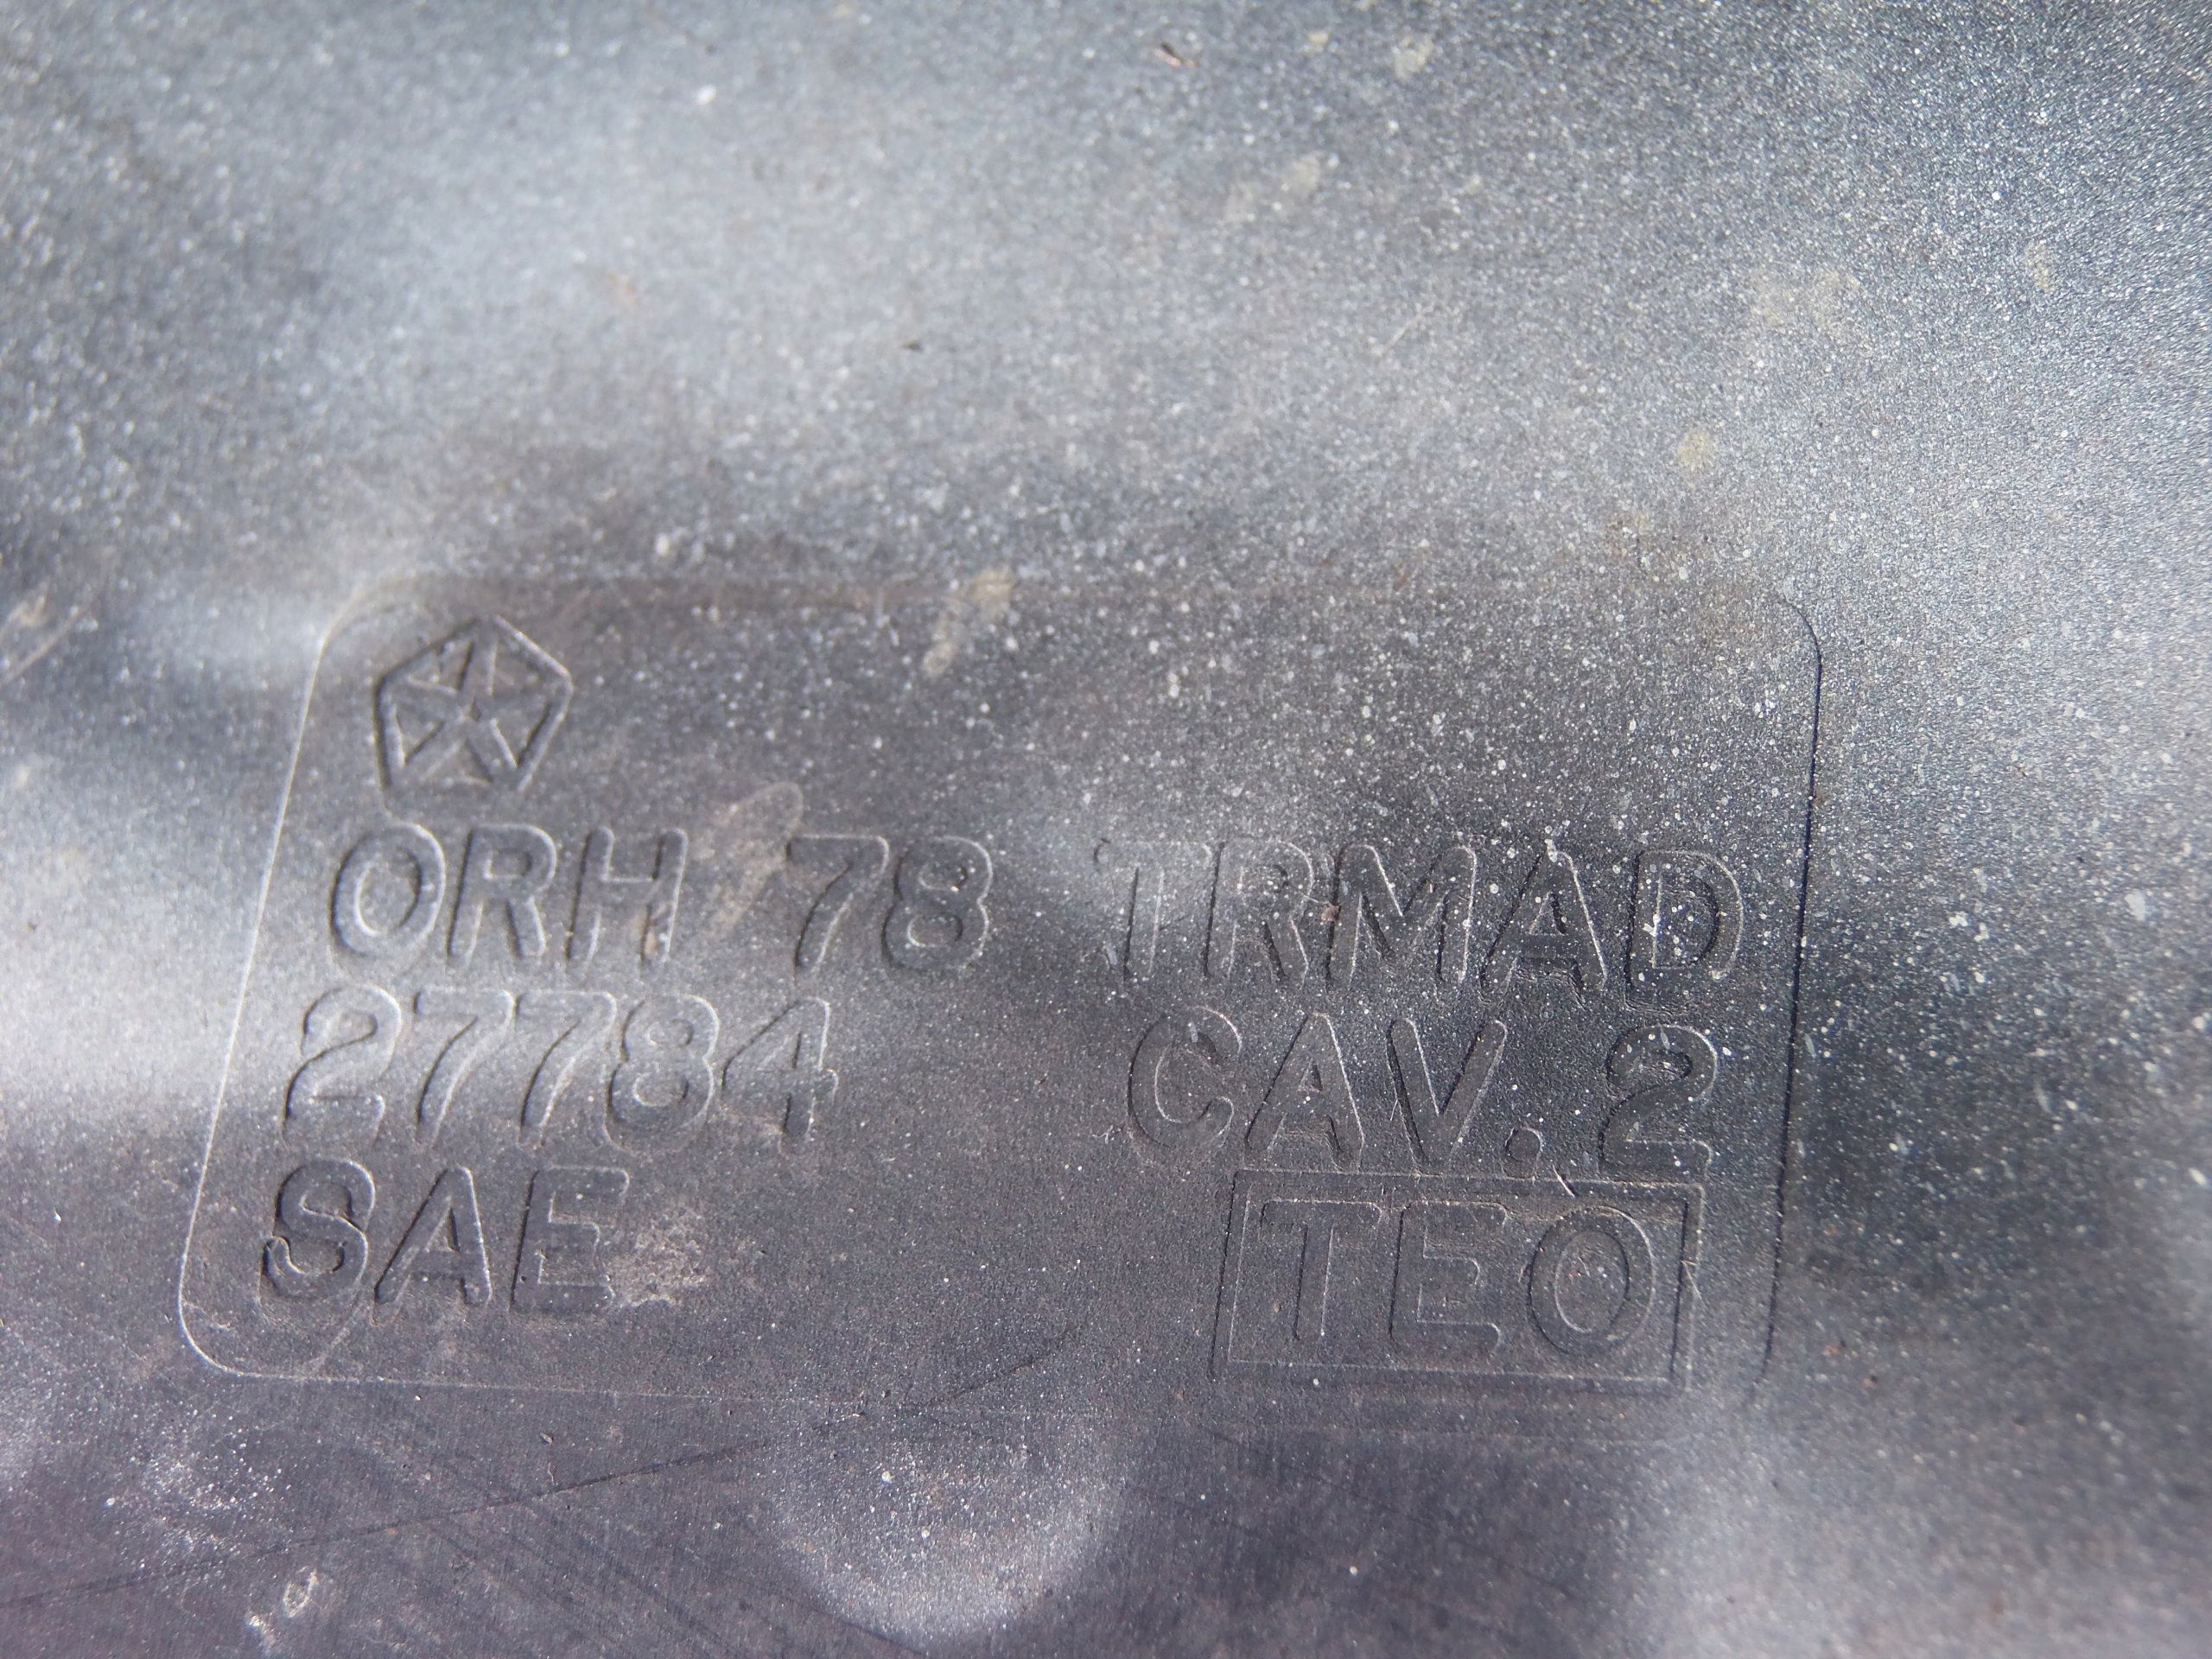 ORH 78 TRMAD
27784 CAV. 2
SAE TEO